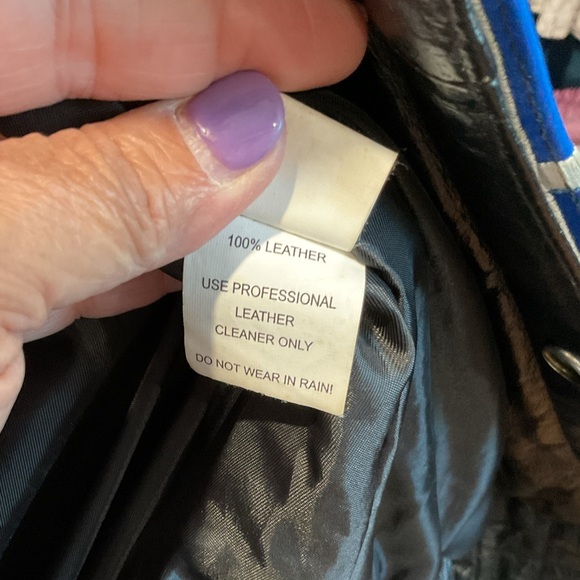 100% LEATHER
USE PROFESSIONAL
LEATHER
CLEANER ONLY
DO NOT WEAR IN RAIN!